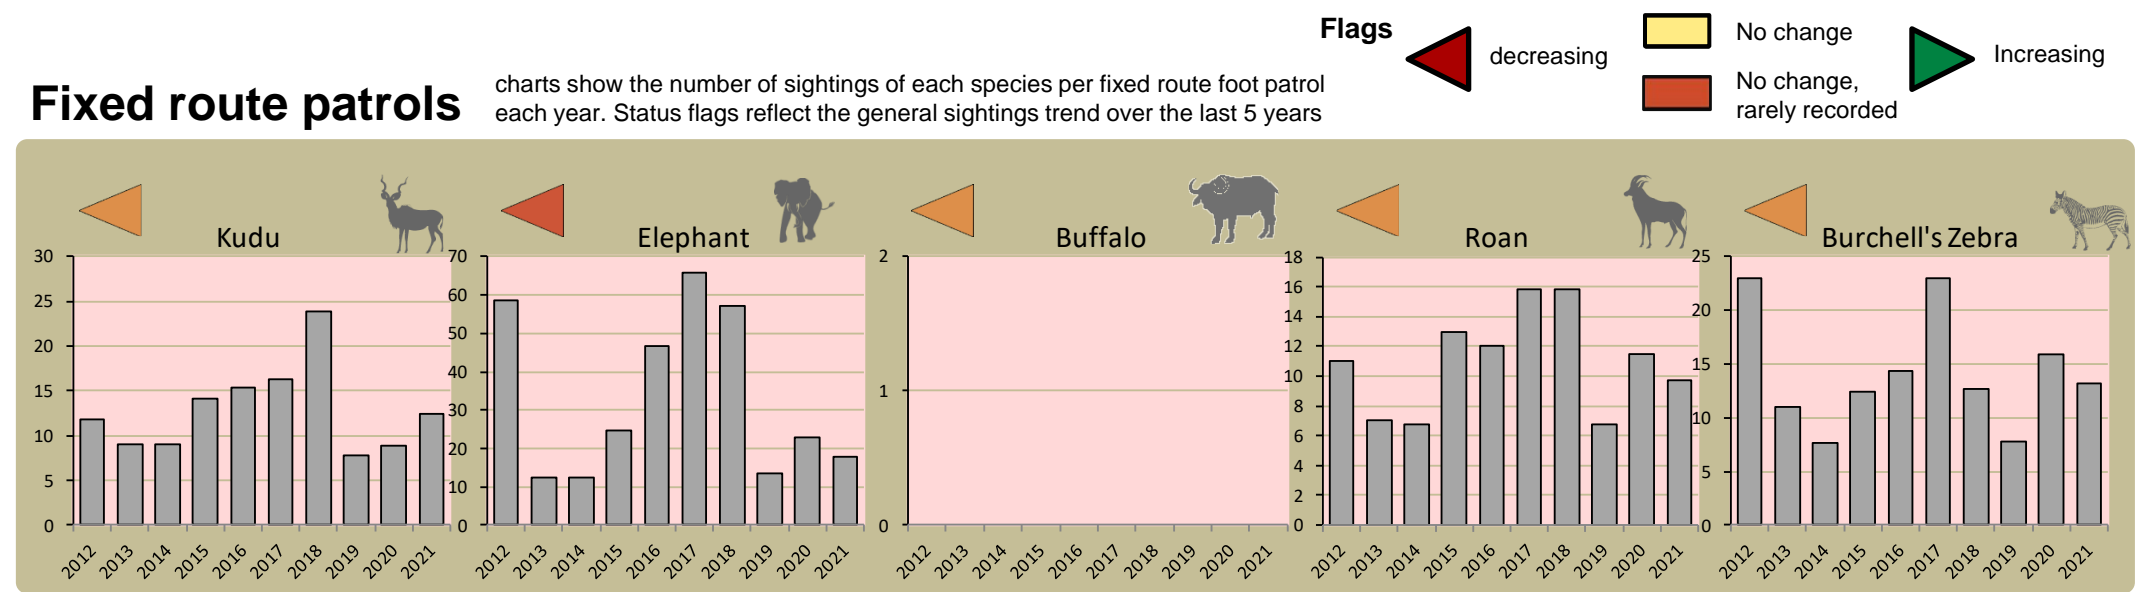 Flags
decreasing
No change
No change,
rarely recorded
Increasing
Fixed route patrols
charts show the number of sightings of each species per fixed route foot patrol
each year. Status flags reflect the general sightings trend over the last 5 years
Kudu
30
25
20
15
10
5
0
2012 2013 2014 2015 2016 2017 2018 2019 2020 2021
Elephant
70
60
50
40
30
20
10
0
2012 2013 2014 2015 2016 2017 2018 2019 2020 2021
Buffalo
2
1
0
2012 2013 2014 2015 2016 2017 2018 2019 2020 2021
Roan
18
16
14
12
10
8
6
4
2
0
2012 2013 2014 2015 2016 2017 2018 2019 2020 2021
Burchell's Zebra
25
20
15
10
5
0
2012 2013 2014 2015 2016 2017 2018 2019 2020 2021